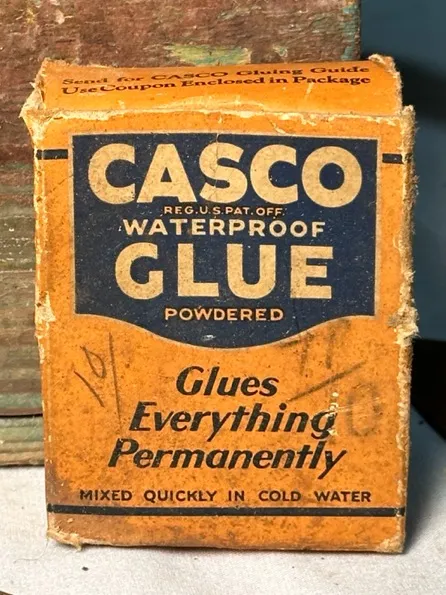 Send for CASCO Gluing Guide
Use Coupon Enclosed in Package
CASCO
REG.U.S.PAT.OFF.
WATERPROOF
GLUE
POWDERED
10/
Glues
Everything
Permanently
MIXED QUICKLY IN COLD WATER